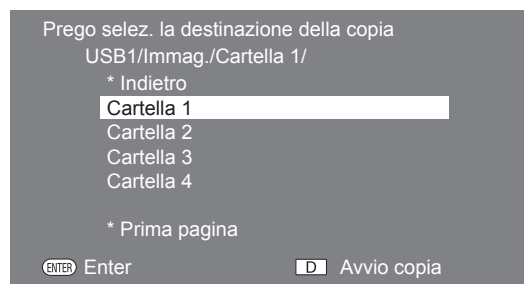 Prego selez. la destinazione della copia
USB1/Immag./Cartella 1/
* Indietro
Cartella 1
Cartella 2
Cartella 3
Cartella 4
* Prima pagina
ENTER Enter D Avvio copia